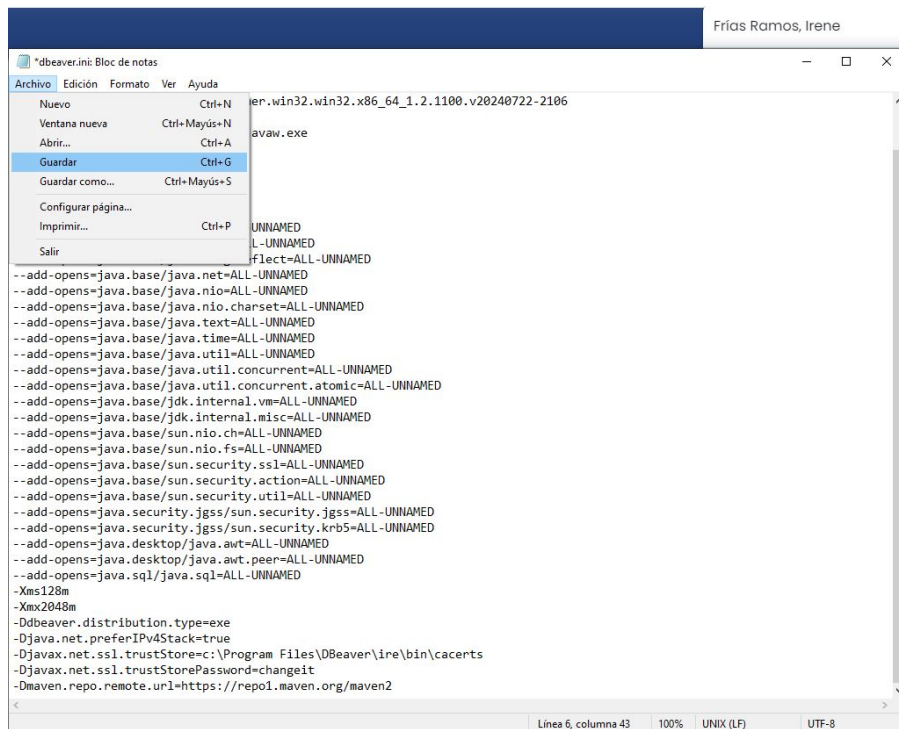 Frías Ramos, Irene
*dbeaver.ini: Bloc de notas
Archivo Edición Formato Ver Ayuda
Nuevo Ctrl+N
Ventana nueva Ctrl+Mayús+N
Abrir... Ctrl+A
Guardar Ctrl+G
Guardar como... Ctrl+Mayús+S
Configurar página...
Imprimir... Ctrl+P
Salir
er.win32.win32.x86_64_1.2.1100.v20240722-2106
avaw.exe
UNNAMED
L-UNNAMED
eflect=ALL-UNNAMED
--add-opens=java.base/java.net=ALL-UNNAMED
--add-opens=java.base/java.nio=ALL-UNNAMED
--add-opens=java.base/java.nio.charset=ALL-UNNAMED
--add-opens=java.base/java.text=ALL-UNNAMED
--add-opens=java.base/java.time=ALL-UNNAMED
--add-opens=java.base/java.util=ALL-UNNAMED
--add-opens=java.base/java.util.concurrent=ALL-UNNAMED
--add-opens=java.base/java.util.concurrent.atomic=ALL-UNNAMED
--add-opens=java.base/jdk.internal.vm=ALL-UNNAMED
--add-opens=java.base/jdk.internal.misc=ALL-UNNAMED
--add-opens=java.base/sun.nio.ch=ALL-UNNAMED
--add-opens=java.base/sun.nio.fs=ALL-UNNAMED
--add-opens=java.base/sun.security.ssl=ALL-UNNAMED
--add-opens=java.base/sun.security.action=ALL-UNNAMED
--add-opens=java.base/sun.security.util=ALL-UNNAMED
--add-opens=java.security.jgss/sun.security.jgss=ALL-UNNAMED
--add-opens=java.security.jgss/sun.security.krb5=ALL-UNNAMED
--add-opens=java.desktop/java.awt=ALL-UNNAMED
--add-opens=java.desktop/java.awt.peer=ALL-UNNAMED
--add-opens=java.sql/java.sql=ALL-UNNAMED
-Xms128m
-Xmx2048m
-Ddbeaver.distribution.type=exe
-Djava.net.preferIPv4Stack=true
-Djavax.net.ssl.trustStore=c:\Program Files\DBeaver\ire\bin\cacerts
-Djavax.net.ssl.trustStorePassword=changeit
-Dmaven.repo.remote.url=https://repo1.maven.org/maven2
Línea 6, columna 43 100% UNIX (LF) UTF-8